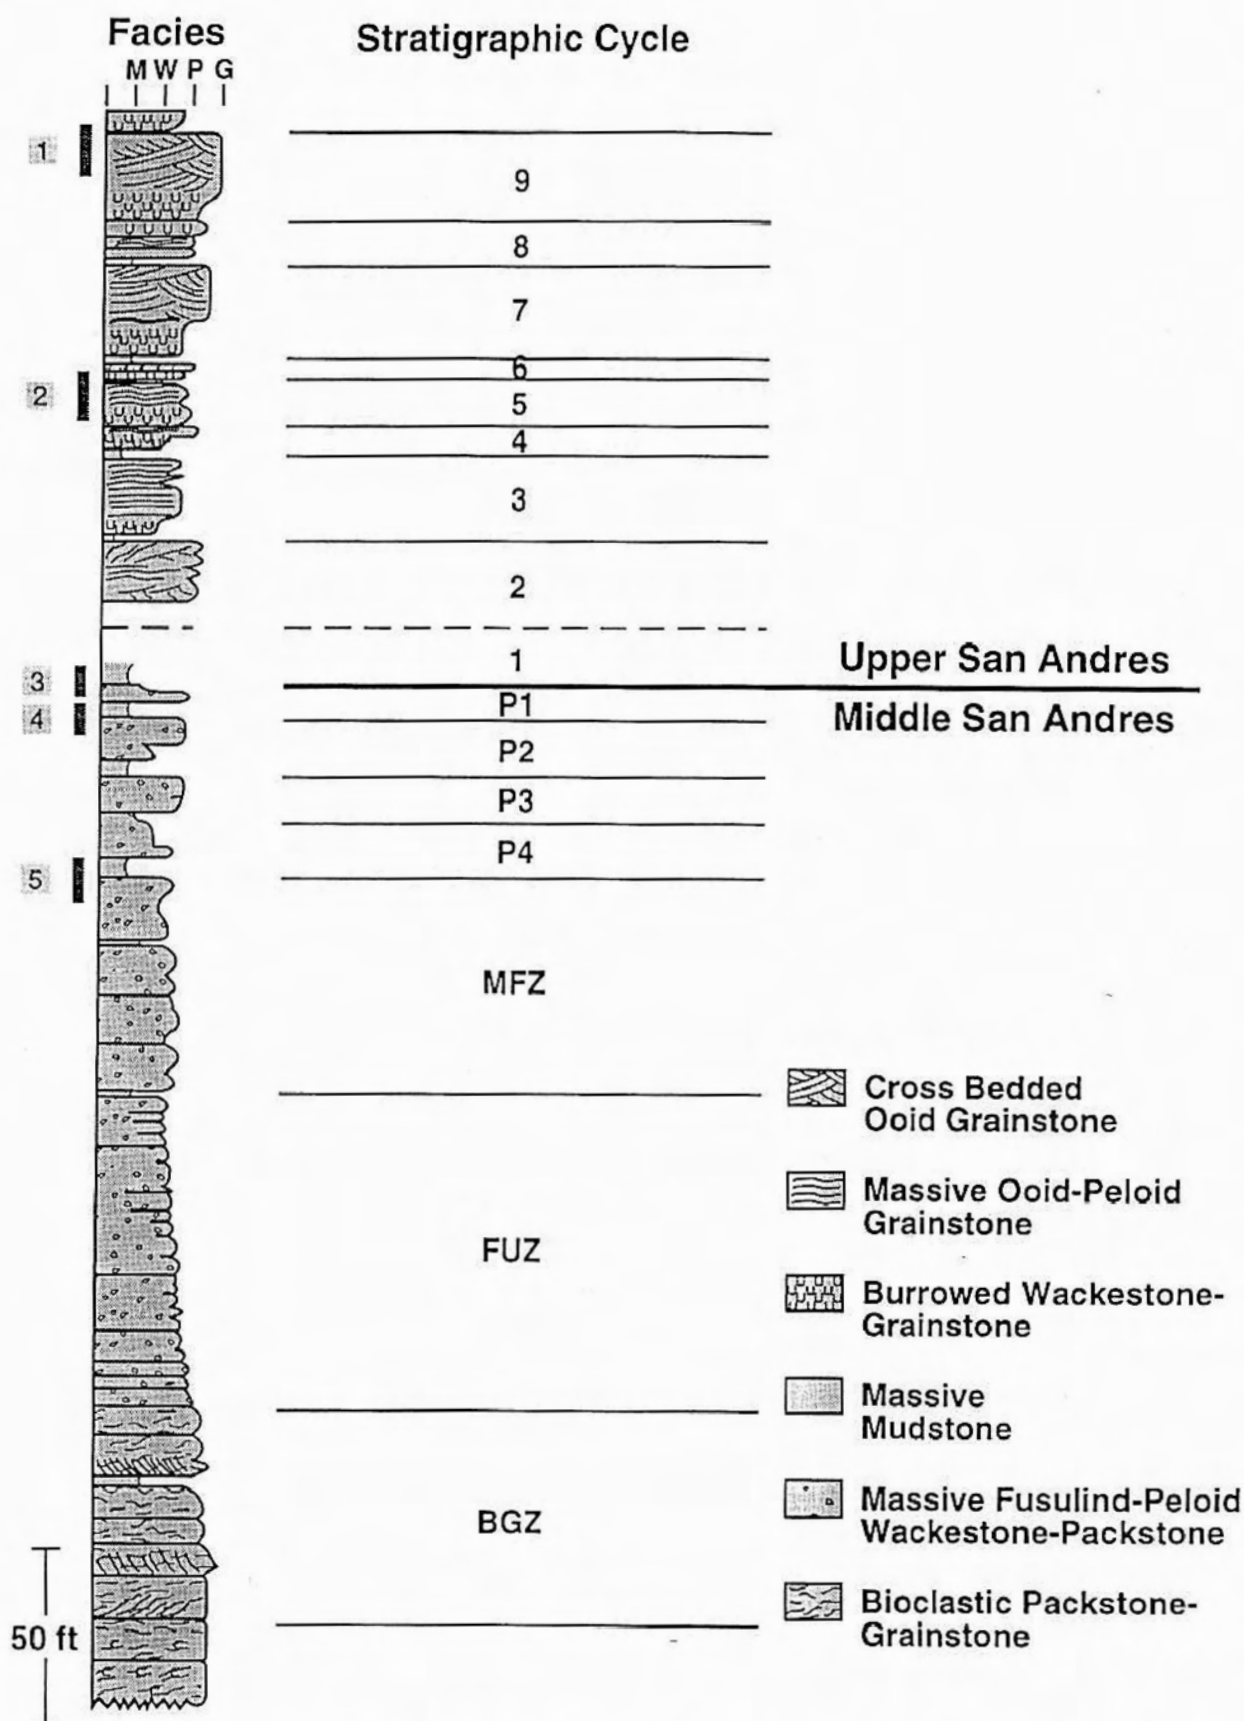 Facies
Stratigraphic Cycle
M W P G
1
9
8
7
6
2
5
4
3
2
1
Upper San Andres
3
P1
4
Middle San Andres
P2
P3
P4
5
MFZ
Cross Bedded
Ooid Grainstone
Massive Ooid-Peloid
Grainstone
FUZ
Burrowed Wackestone-
Grainstone
Massive
Mudstone
Massive Fusulind-Peloid
Wackestone-Packstone
BGZ
Bioclastic Packstone-
Grainstone
50 ft